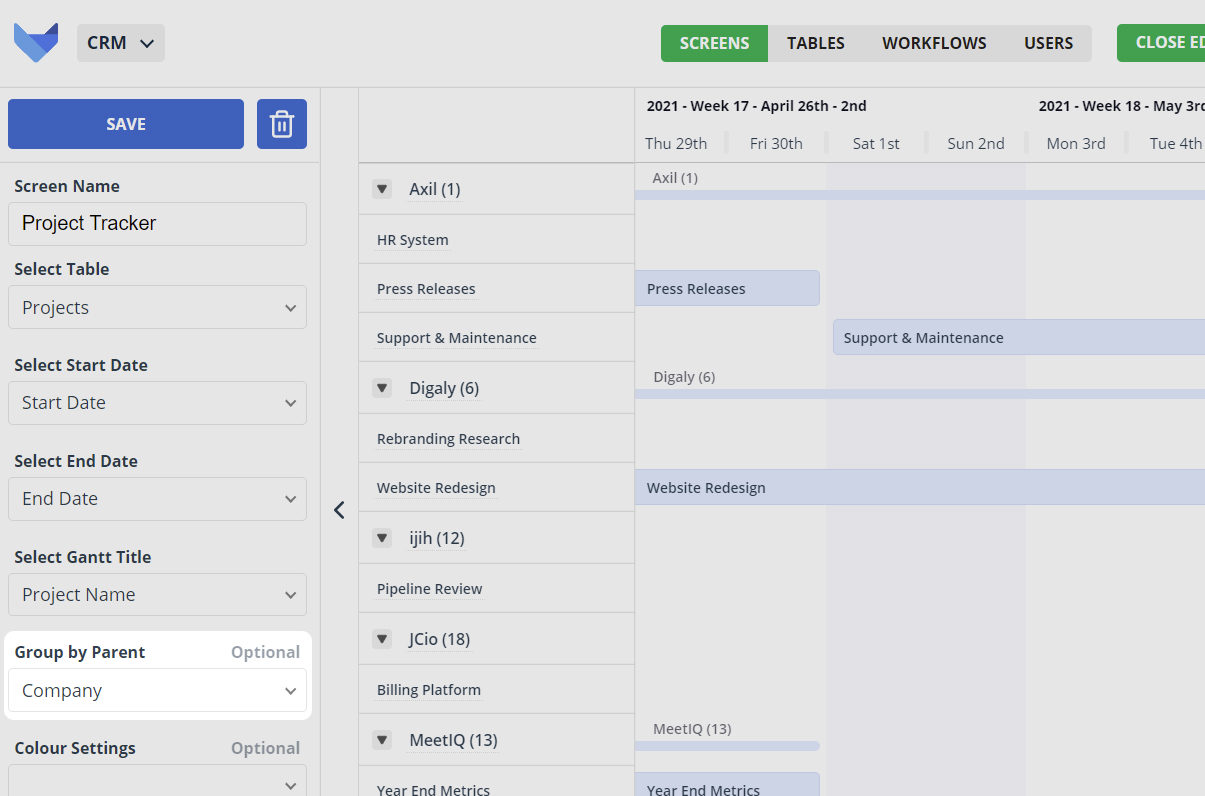 CRM
SCREENS
TABLES
WORKFLOWS
USERS
CLOSE ED
SAVE
Screen Name
Project Tracker
Select Table
Projects
Select Start Date
Start Date
Select End Date
End Date
Select Gantt Title
Project Name
Group by Parent
Optional
Company
Colour Settings
Optional
2021 - Week 17 - April 26th - 2nd
2021 - Week 18 - May 3rd
Thu 29th
Fri 30th
Sat 1st
Sun 2nd
Mon 3rd
Tue 4th
Axil (1)
Axil (1)
HR System
Press Releases
Press Releases
Support & Maintenance
Support & Maintenance
Digaly (6)
Digaly (6)
Rebranding Research
Website Redesign
Website Redesign
ijih (12)
Pipeline Review
JCio (18)
Billing Platform
MeetIQ (13)
MeetIQ (13)
Year End Metrics
Year End Metrics